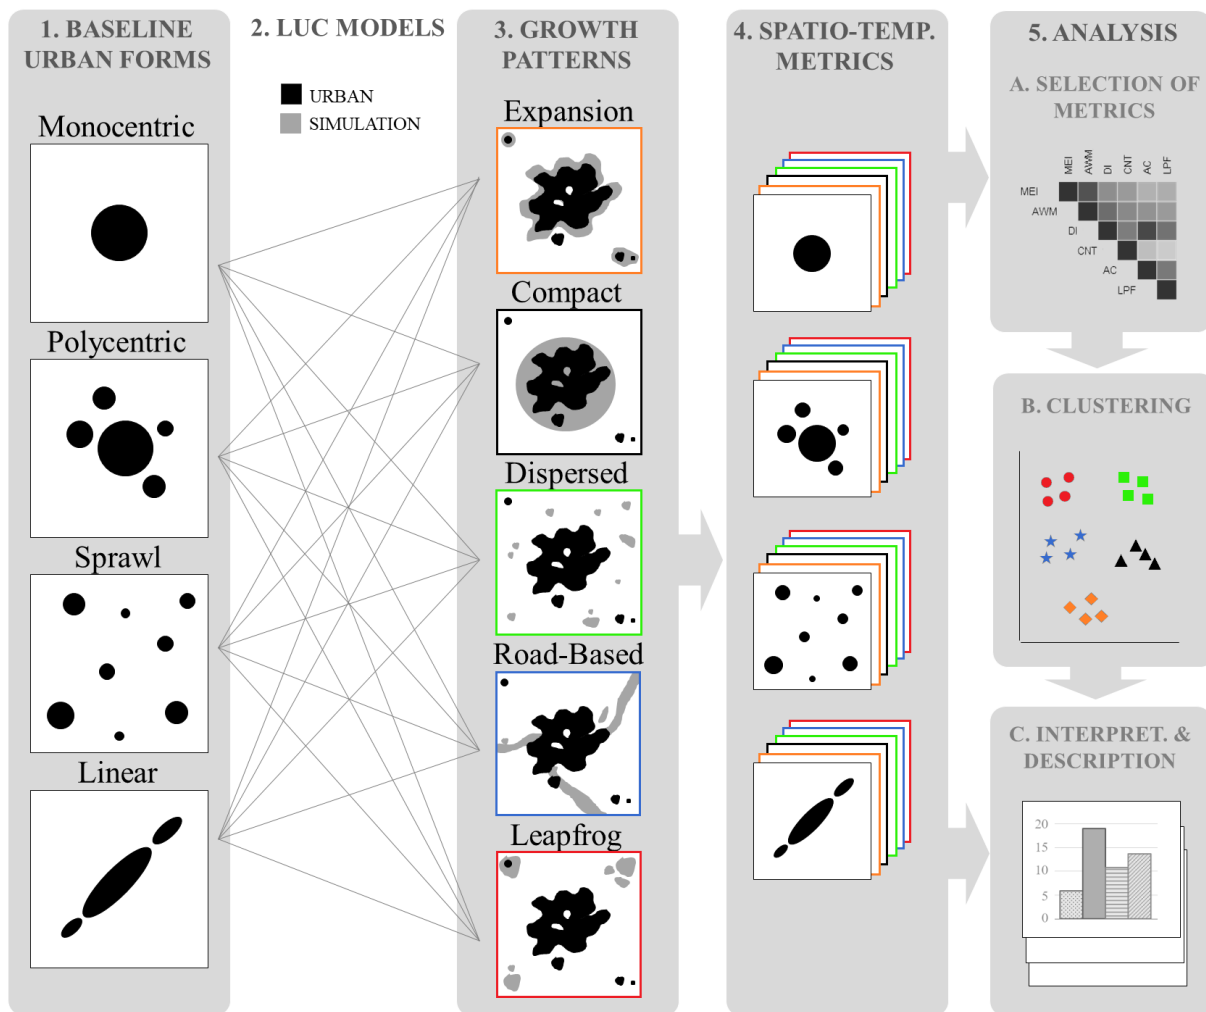 1. BASELINE
URBAN FORMS
Monocentric
Polycentric
Sprawl
Linear
2. LUC MODELS
URBAN
SIMULATION
3. GROWTH
PATTERNS
Expansion
Compact
Dispersed
Road-Based
Leapfrog
4. SPATIO-TEMP.
METRICS
5. ANALYSIS
A. SELECTION OF
METRICS
MEI
AWM
DI
CNT
AC
LPF
MEI
AWM
DI
CNT
AC
LPF
B. CLUSTERING
C. INTERPRET. &
DESCRIPTION
20
15
10
5
0